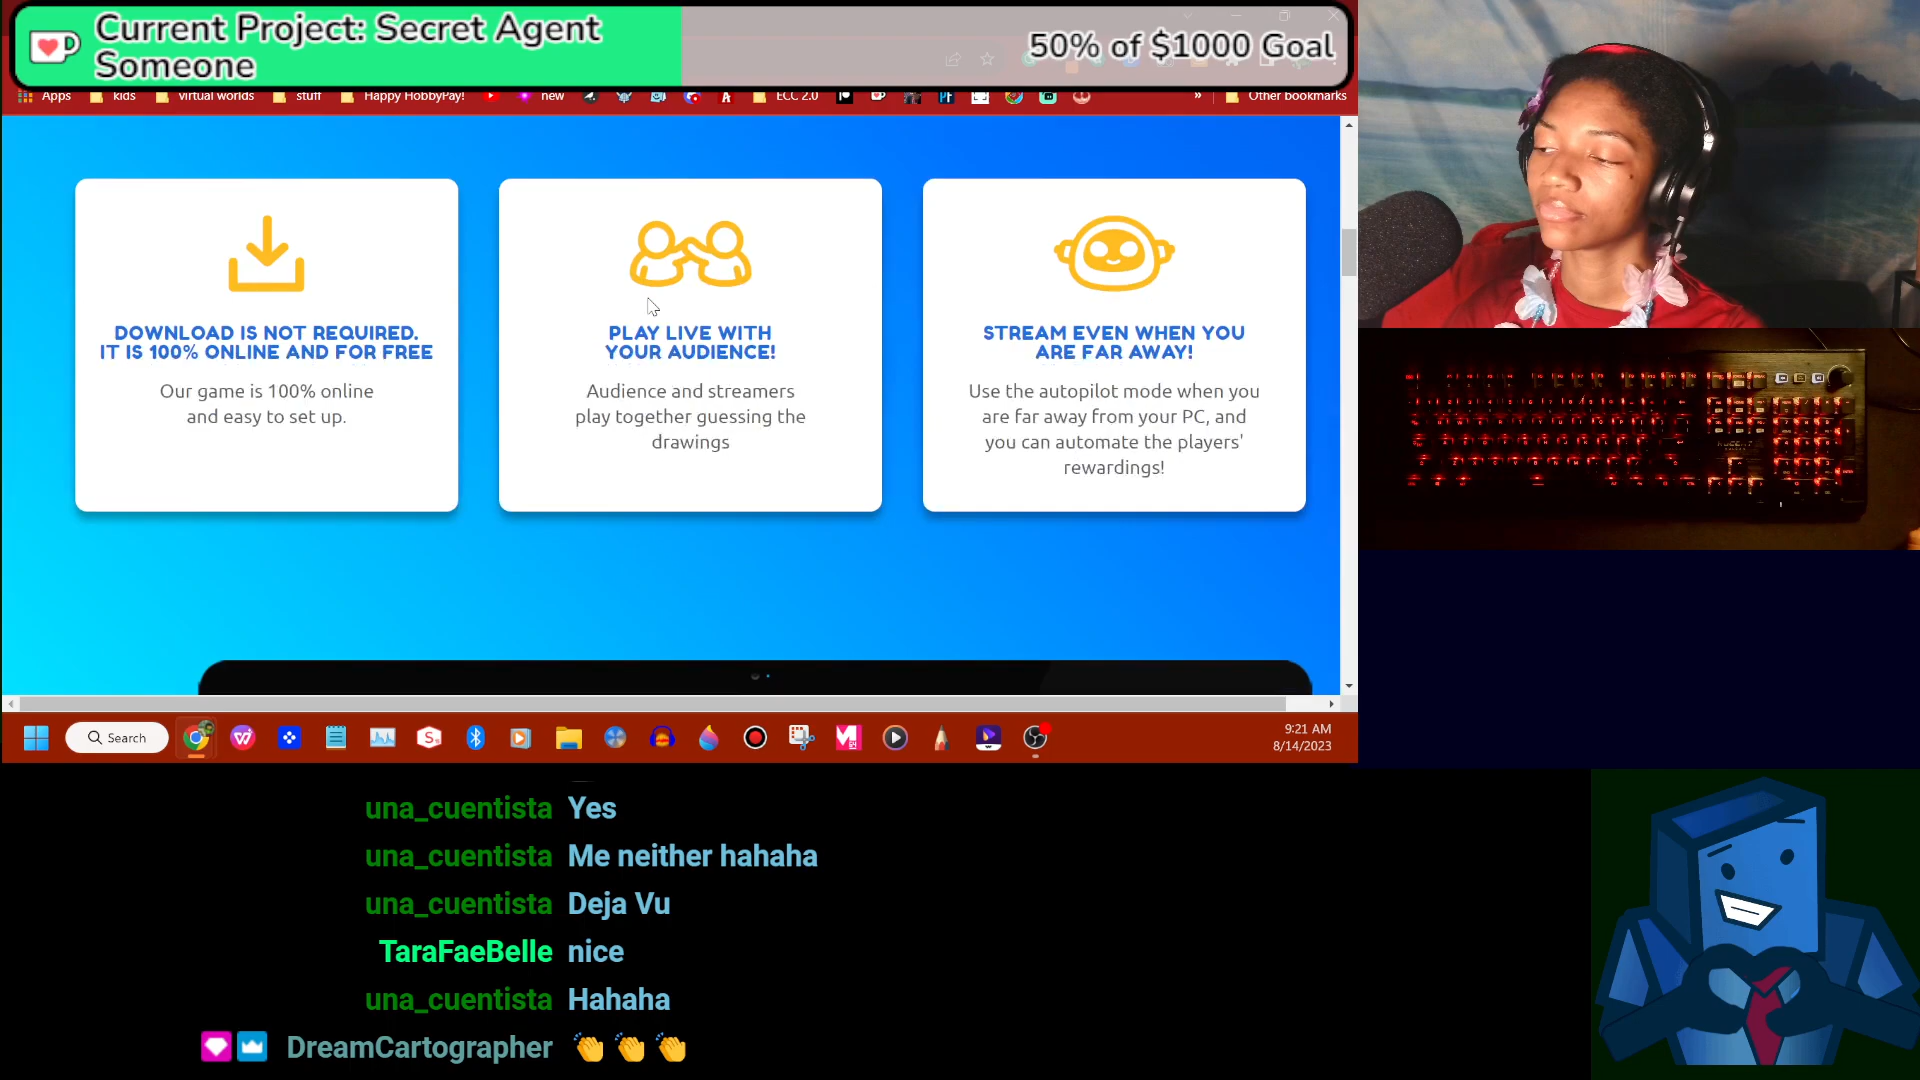 Current Project: Secret Agent
Someone
50% of $1000 Goal
Apps
kids
virtual worlds
stuff
Happy HobbyPay!
new
ECC 2.0
»
Other bookmarks
DOWNLOAD IS NOT REQUIRED.
IT IS 100% ONLINE AND FOR FREE
Our game is 100% online
and easy to set up.
PLAY LIVE WITH
YOUR AUDIENCE!
Audience and streamers
play together guessing the
drawings
STREAM EVEN WHEN YOU
ARE FAR AWAY!
Use the autopilot mode when you
are far away from your PC, and
you can automate the players'
rewardings!
Search
9:21 AM
8/14/2023
una_cuentista Yes
una_cuentista Me neither hahaha
una_cuentista Deja Vu
TaraFaeBelle nice
una_cuentista Hahaha
DreamCartographer 👏 👏 👏